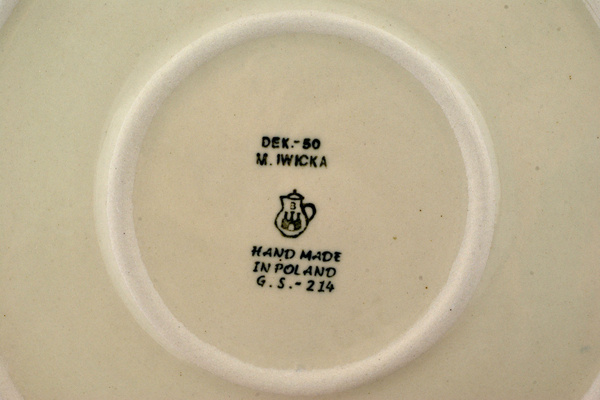 DEK.-50
M. IWICKA
B
HAND MADE
IN POLAND
G.S.-214